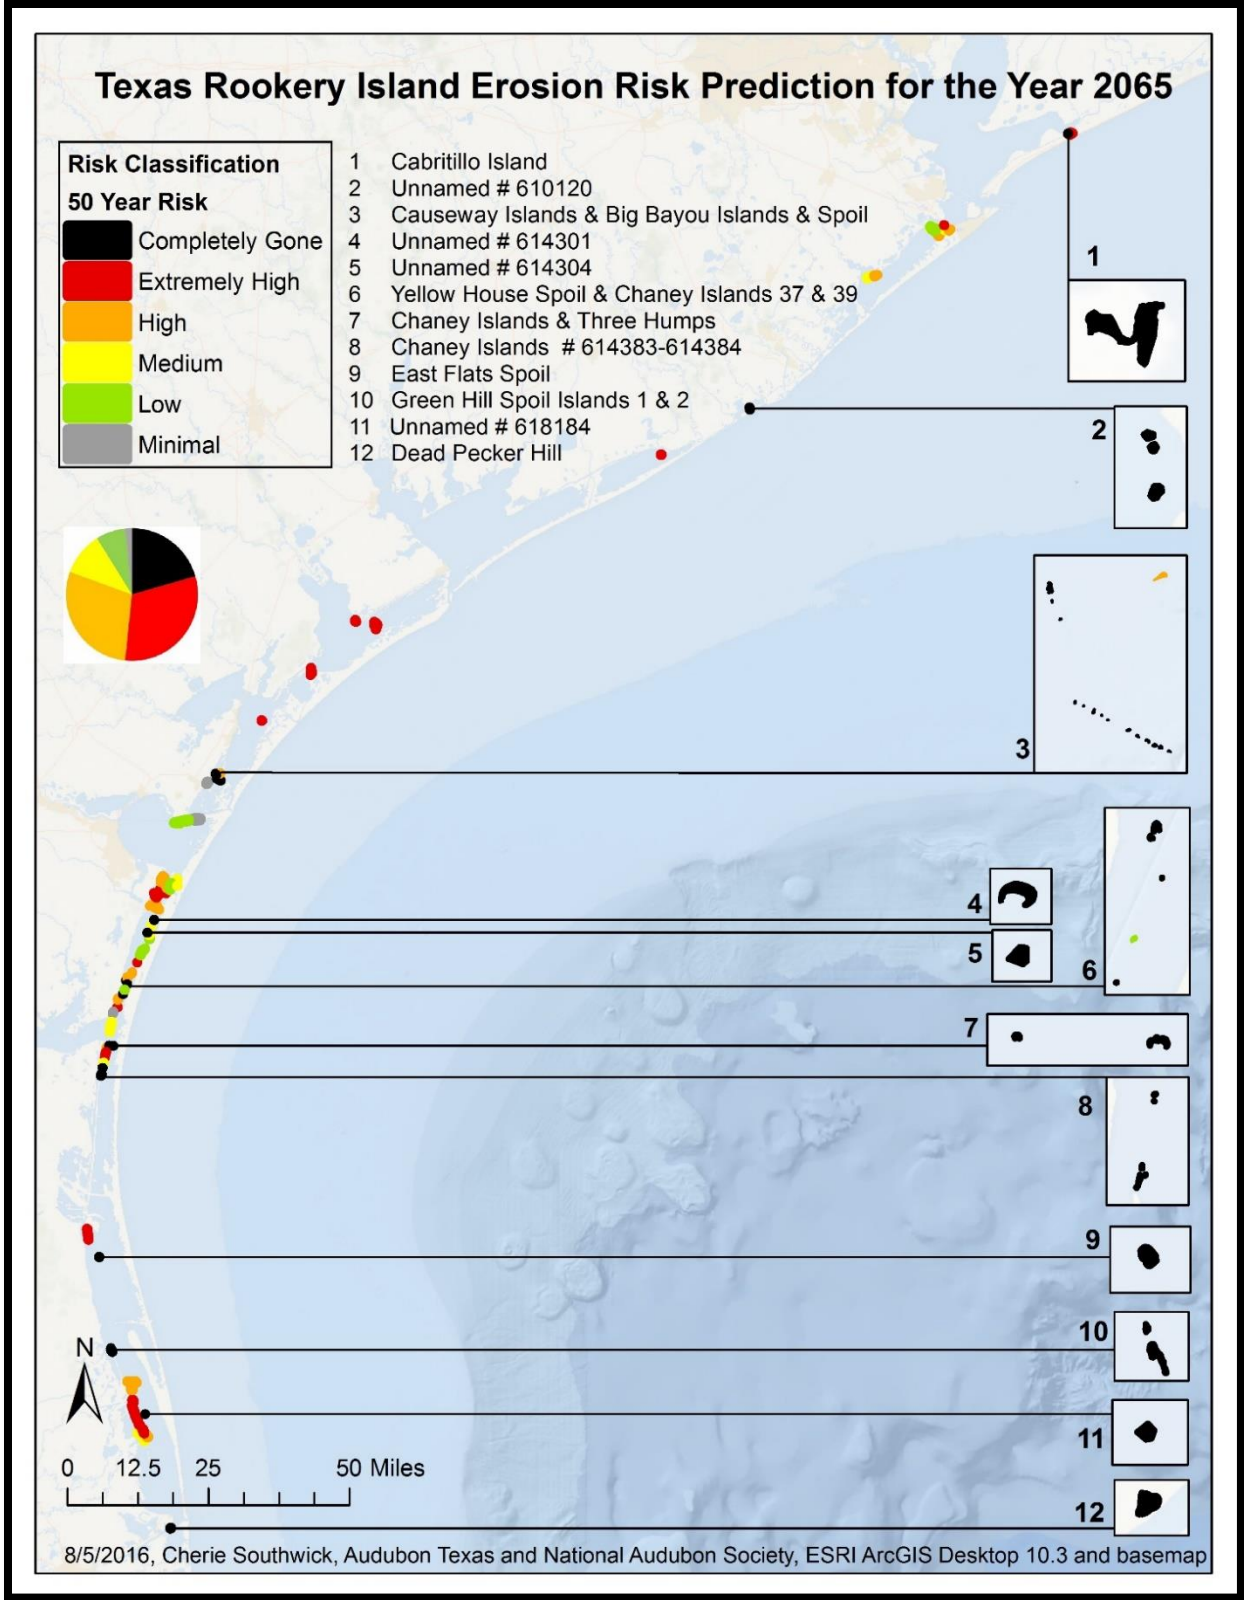 Texas Rookery Island Erosion Risk Prediction for the Year 2065
Risk Classification
50 Year Risk
Completely Gone
Extremely High
High
Medium
Low
Minimal
1 Cabritillo Island
2 Unnamed # 610120
3 Causeway Islands & Big Bayou Islands & Spoil
4 Unnamed # 614301
5 Unnamed # 614304
6 Yellow House Spoil & Chaney Islands 37 & 39
7 Chaney Islands & Three Humps
8 Chaney Islands # 614383-614384
9 East Flats Spoil
10 Green Hill Spoil Islands 1 & 2
11 Unnamed # 618184
12 Dead Pecker Hill
1
2
3
4
5
6
7
8
9
10
11
12
N
0 12.5 25 50 Miles
8/5/2016, Cherie Southwick, Audubon Texas and National Audubon Society, ESRI ArcGIS Desktop 10.3 and basemap